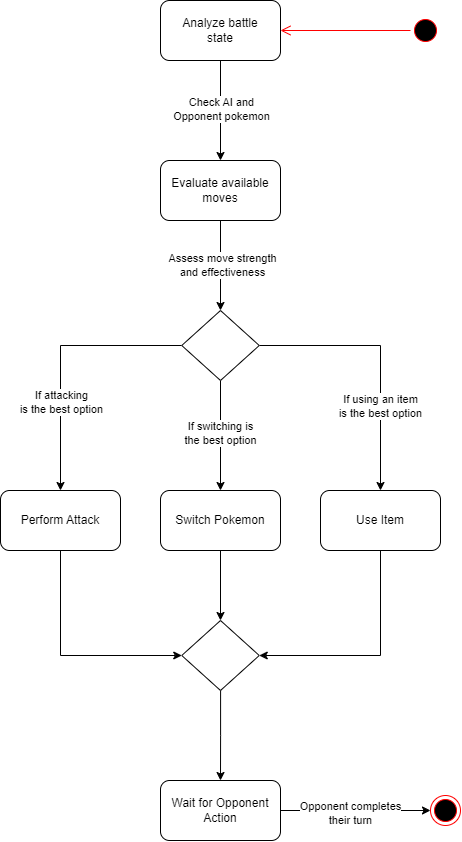 Analyze battle
state
Check AI and
Opponent pokemon
Evaluate available
moves
Assess move strength
and effectiveness
If attacking
is the best option
If switching is
the best option
If using an item
is the best option
Perform Attack
Switch Pokemon
Use Item
Wait for Opponent
Action
Opponent completes
their turn